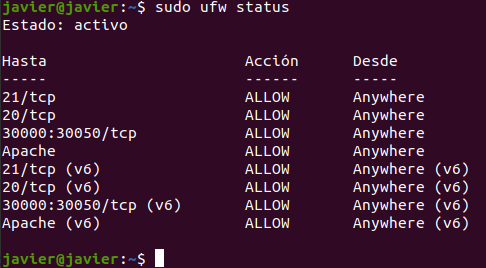 javier@javier:~$ sudo ufw status
Estado: activo
Hasta Acción Desde
----- ------ -----
21/tcp ALLOW Anywhere
20/tcp ALLOW Anywhere
30000:30050/tcp ALLOW Anywhere
Apache ALLOW Anywhere
21/tcp (v6) ALLOW Anywhere (v6)
20/tcp (v6) ALLOW Anywhere (v6)
30000:30050/tcp (v6) ALLOW Anywhere (v6)
Apache (v6) ALLOW Anywhere (v6)
javier@javier:~$